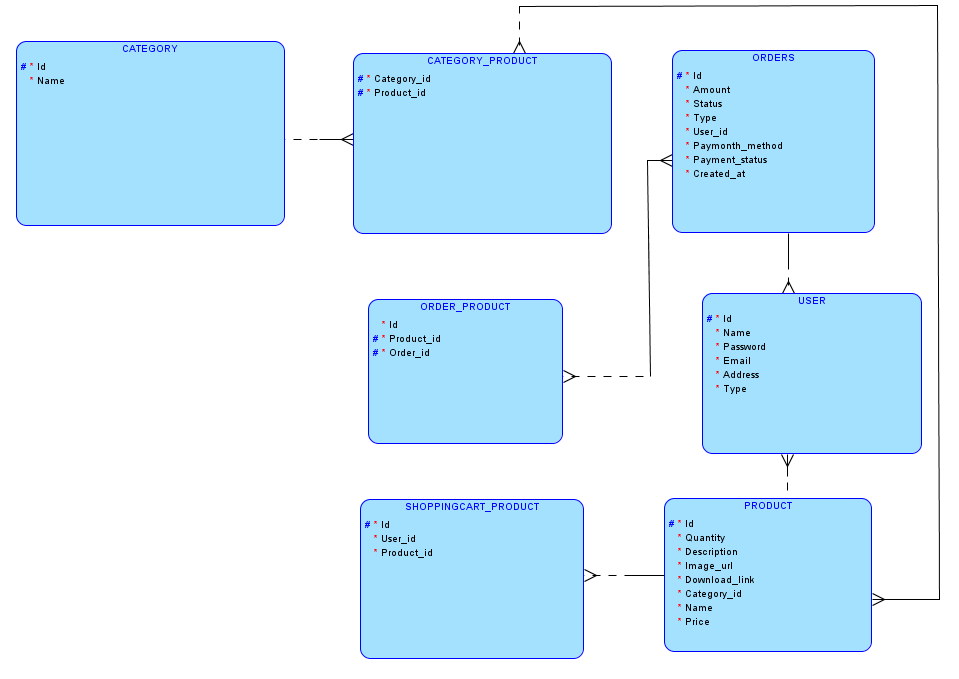 CATEGORY
# * Id
* Name
CATEGORY_PRODUCT
# * Category_id
# * Product_id
ORDERS
# * Id
* Amount
* Status
* Type
* User_id
* Paymonth_method
* Payment_status
* Created_at
ORDER_PRODUCT
* Id
# * Product_id
# * Order_id
USER
# * Id
* Name
* Password
* Email
* Address
* Type
SHOPPINGCART_PRODUCT
# * Id
* User_id
* Product_id
PRODUCT
# * Id
* Quantity
* Description
* Image_url
* Download_link
* Category_id
* Name
* Price